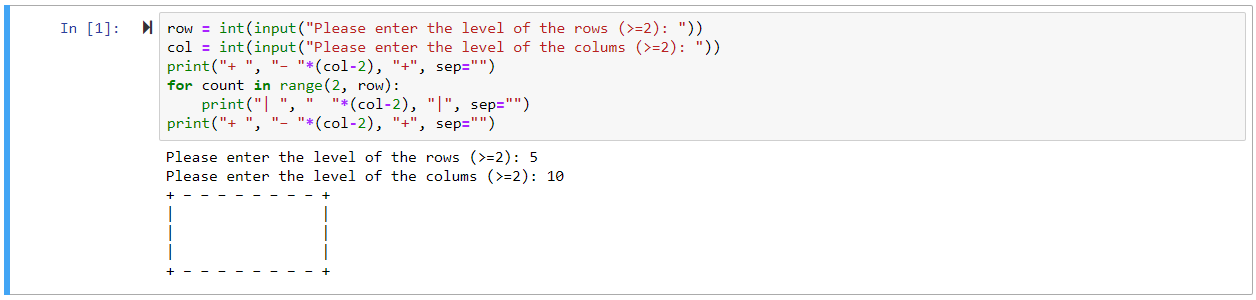 In [1]:
row = int(input("Please enter the level of the rows (>=2): "))
col = int(input("Please enter the level of the colums (>=2): "))
print("+ ", "- "*(col-2), "+", sep="")
for count in range(2, row):
    print("| ", "  "*(col-2), "|", sep="")
print("+ ", "- "*(col-2), "+", sep="")
Please enter the level of the rows (>=2): 5
Please enter the level of the colums (>=2): 10
+ - - - - - - - - +
|                 |
|                 |
|                 |
+ - - - - - - - - +